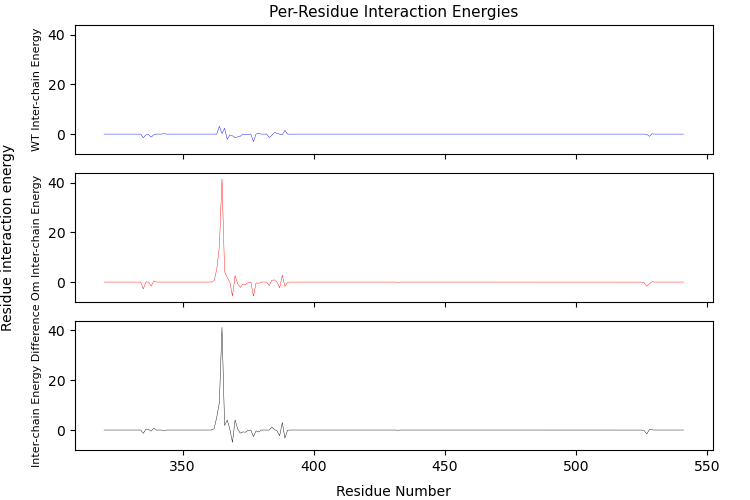 Per-Residue Interaction Energies
Residue interaction energy
WT Inter-chain Energy
40
20
0
Om Inter-chain Energy
40
20
0
Inter-chain Energy Difference
40
20
0
350
400
450
500
550
Residue Number